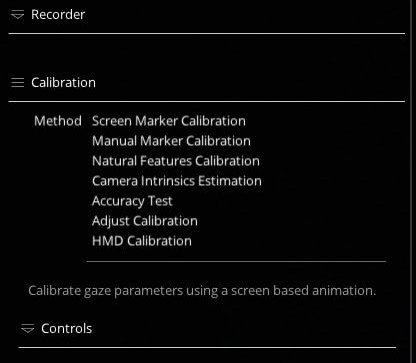 Recorder
Calibration
Method Screen Marker Calibration
Manual Marker Calibration
Natural Features Calibration
Camera Intrinsics Estimation
Accuracy Test
Adjust Calibration
HMD Calibration
Calibrate gaze parameters using a screen based animation.
Controls